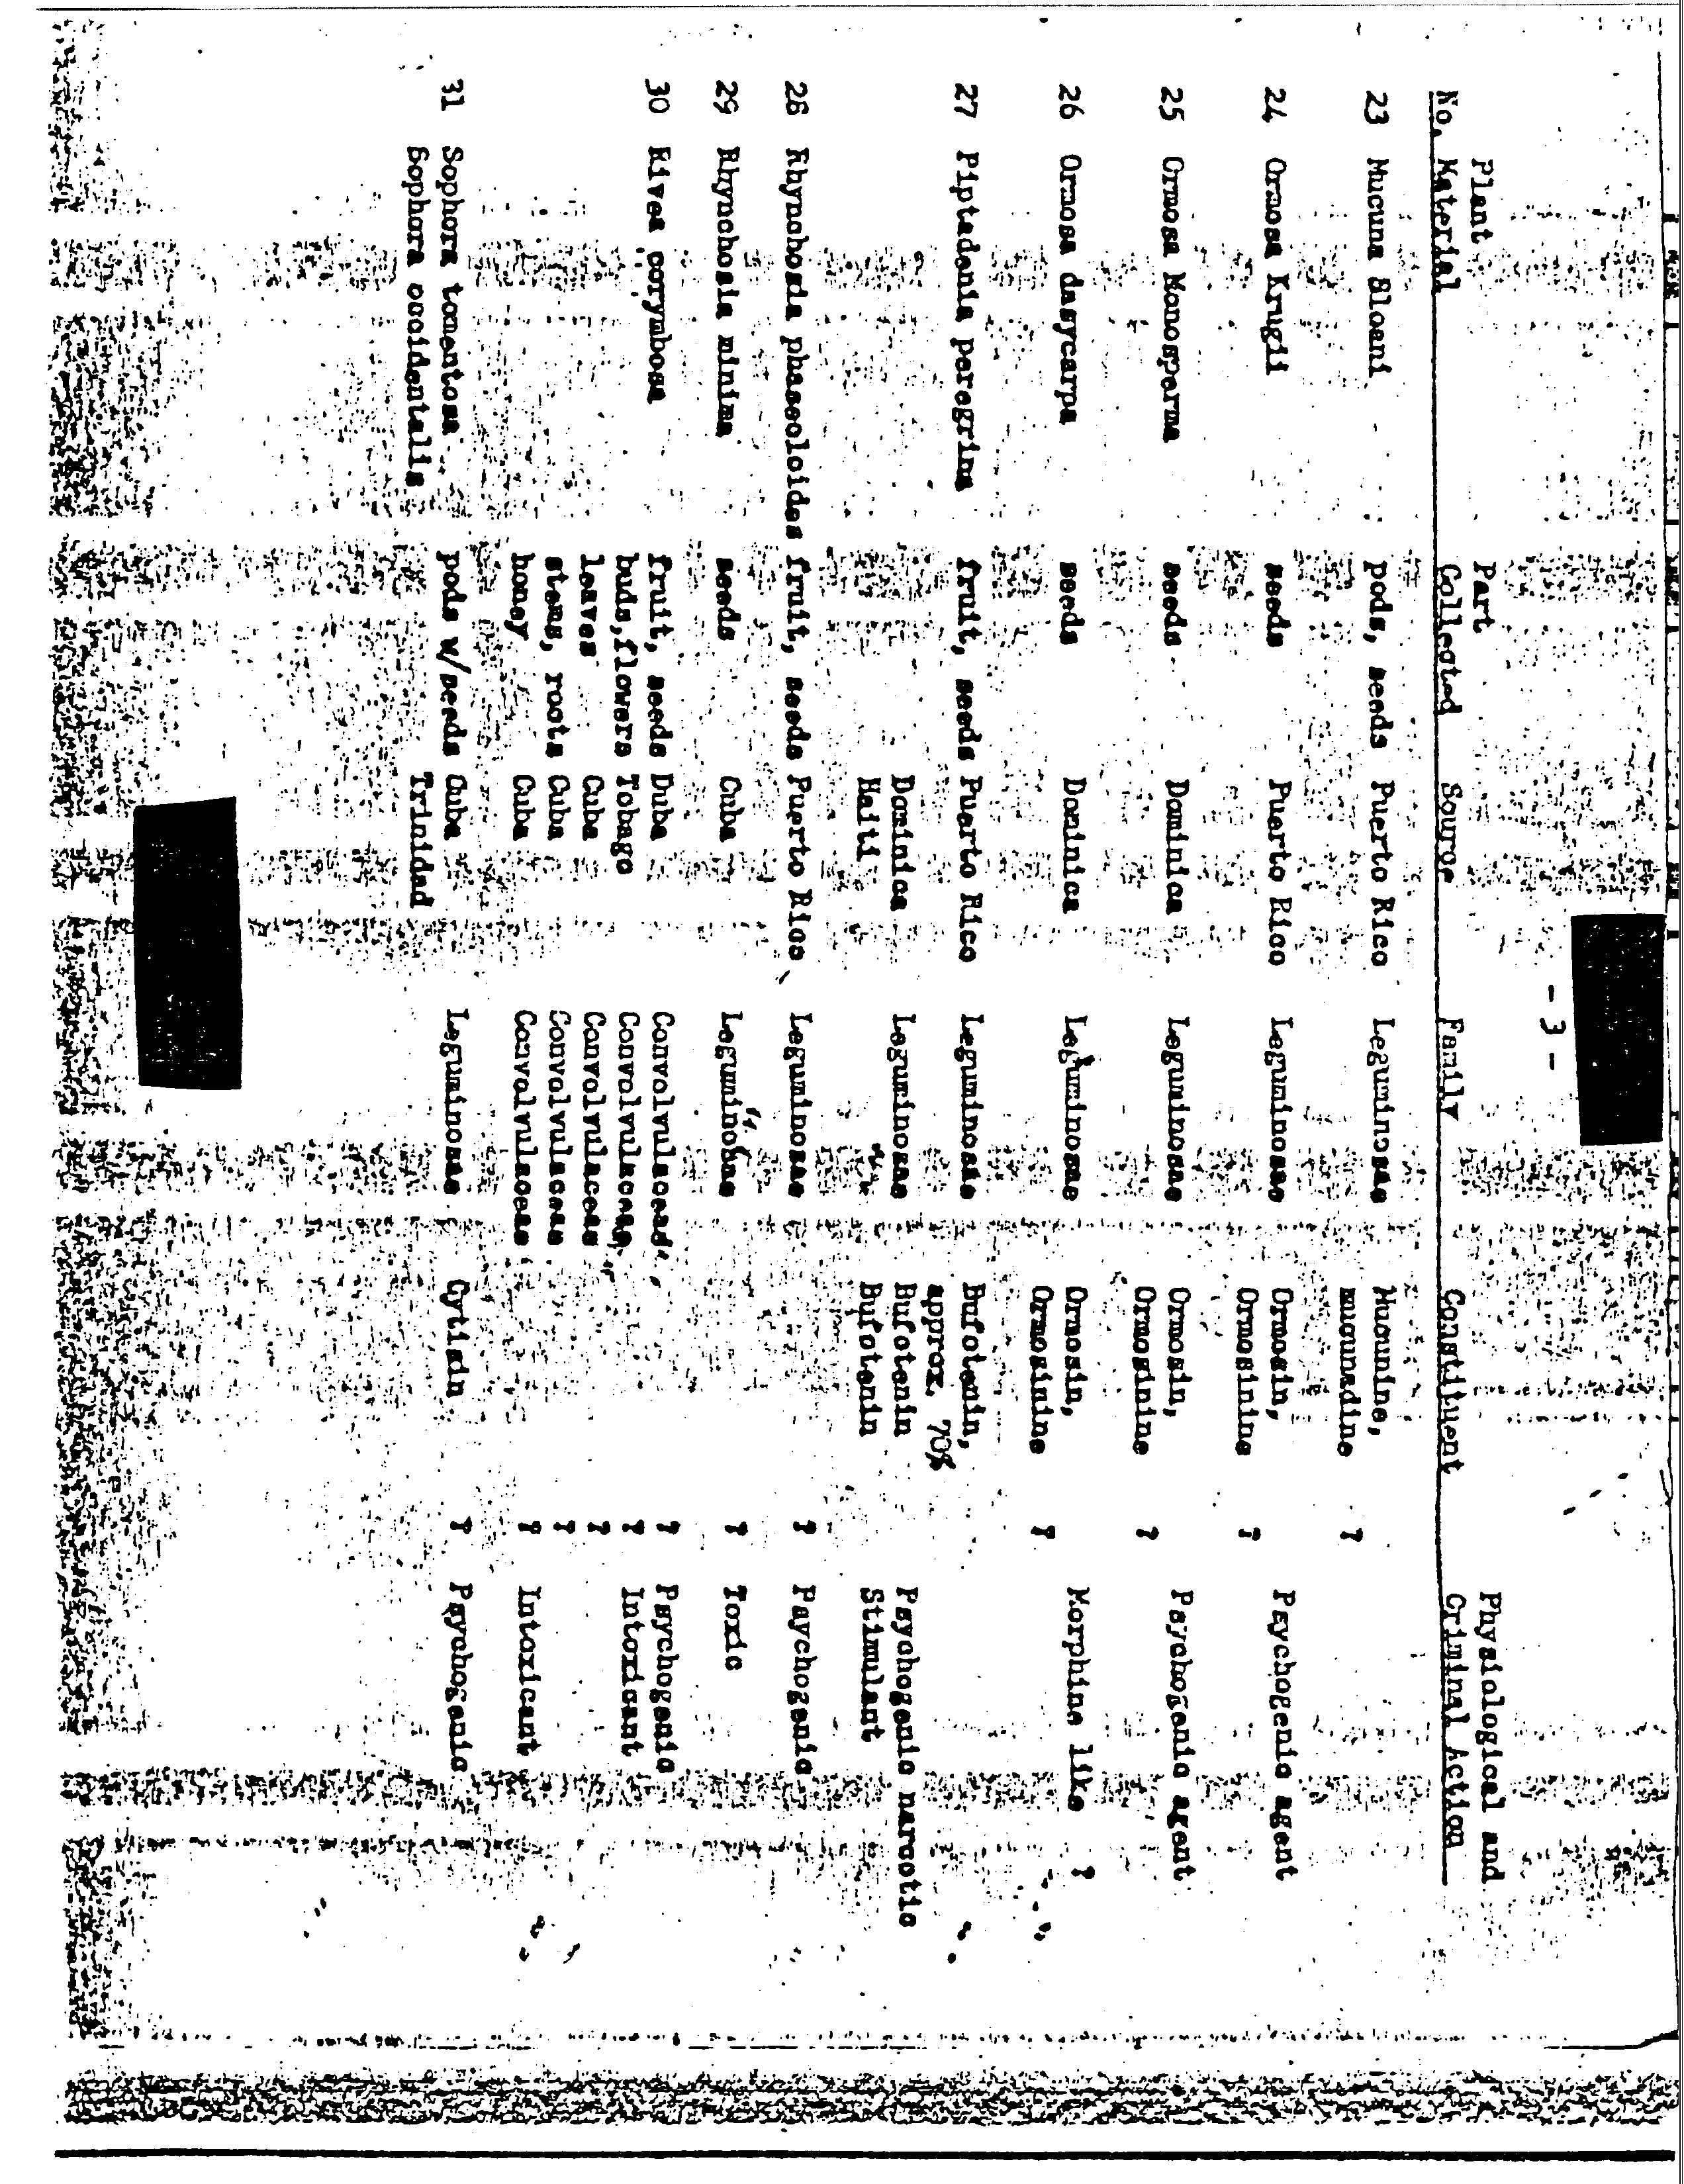 - 3 -
Plant Part Physiological and
No. Material Collected Source Family Constituent Criminal Action
23 Mucuna Sloani pods, seeds Puerto Rico Leguminosae Mucunine,
mucunadine ?
24 Ormosa Krugii seeds Puerto Rico Leguminosae Ormosin, Psychogenic agent
Ormosinine ?
25 Ormosa Monosperma seeds Dominica Leguminosae Ormosin, Psychogenic agent
Ormosinine ?
26 Ormosa dasycarpa seeds Dominica Leguminosae Ormosin, Morphine like ?
Ormosinine ?
27 Piptadenia peregrina fruit, seeds Puerto Rico Leguminosae Bufotenin,
approx. 70%
Dominica Leguminosae Bufotenin Psychogenic narcotic
Haiti Bufotenin Stimulant
28 Rhynchosia phaseoloides fruit, seeds Puerto Rico Leguminosae ? Psychogenic
29 Rhynchosia minima seeds Cuba Leguminosae ? Toxic
30 Rivea corymbosa fruit, seeds Duba Convolvulaceae ? Psychogenic
buds,flowers Tobago Convolvulaceae ? Intoxicant
leaves Cuba Convolvulaceae ?
stems, roots Cuba Convolvulaceae ?
honey Cuba Convolvulaceae ? Intoxicant
31 Sophora tomentosa pods w/seeds Cuba Leguminosae Cytisin ? Psychogenic
Sophora occidentalis Trinidad